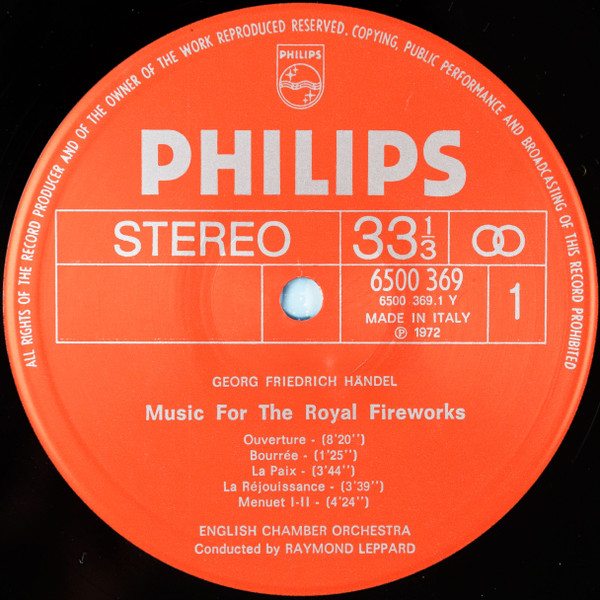 ALL RIGHTS OF THE RECORD PRODUCER AND OF THE OWNER OF THE WORK REPRODUCED RESERVED. COPYING, PUBLIC PERFORMANCE AND BROADCASTING OF THIS RECORD PROHIBITED
PHILIPS
PHILIPS
STEREO 33 1/3
6500 369
6500 369.1 Y
MADE IN ITALY
℗ 1972
1
GEORG FRIEDRICH HÄNDEL
Music For The Royal Fireworks
Ouverture - (8'20'')
Bourrée - (1'25'')
La Paix - (3'44'')
La Réjouissance - (3'39'')
Menuet I-II - (4'24'')
ENGLISH CHAMBER ORCHESTRA
Conducted by RAYMOND LEPPARD